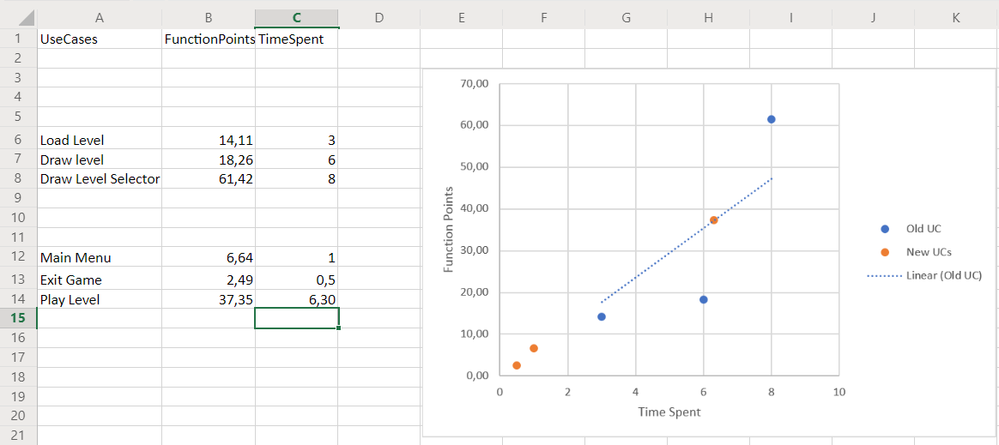 A B C D E F G H I J K
1 UseCases FunctionPoints TimeSpent
2
3
4
5
6 Load Level 14,11 3
7 Draw level 18,26 6
8 Draw Level Selector 61,42 8
9
10
11
12 Main Menu 6,64 1
13 Exit Game 2,49 0,5
14 Play Level 37,35 6,30
15
16
17
18
19
20
21
70,00
60,00
50,00
40,00
30,00
20,00
10,00
0,00
Function Points
0 2 4 6 8 10
Time Spent
Old UC
New UCs
Linear (Old UC)